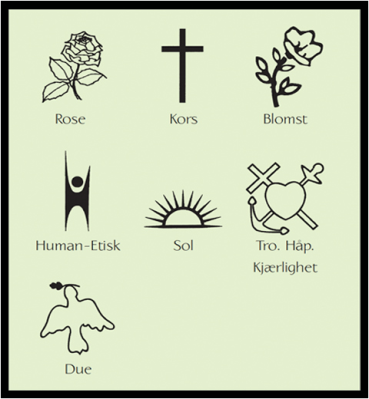 Rose
Kors
Blomst
Human-Etisk
Sol
Tro. Håp.
Kjærlighet
Due